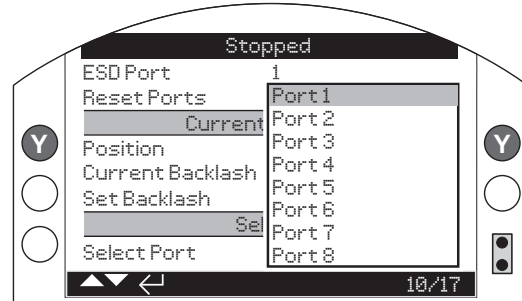 Stopped
ESD Port 1
Reset Ports
Port 1
Current
Port 2
Position
Port 3
Current Backlash
Port 4
Set Backlash
Port 5
Sel
Port 6
Select Port
Port 7
Port 8
10/17
Y
Y